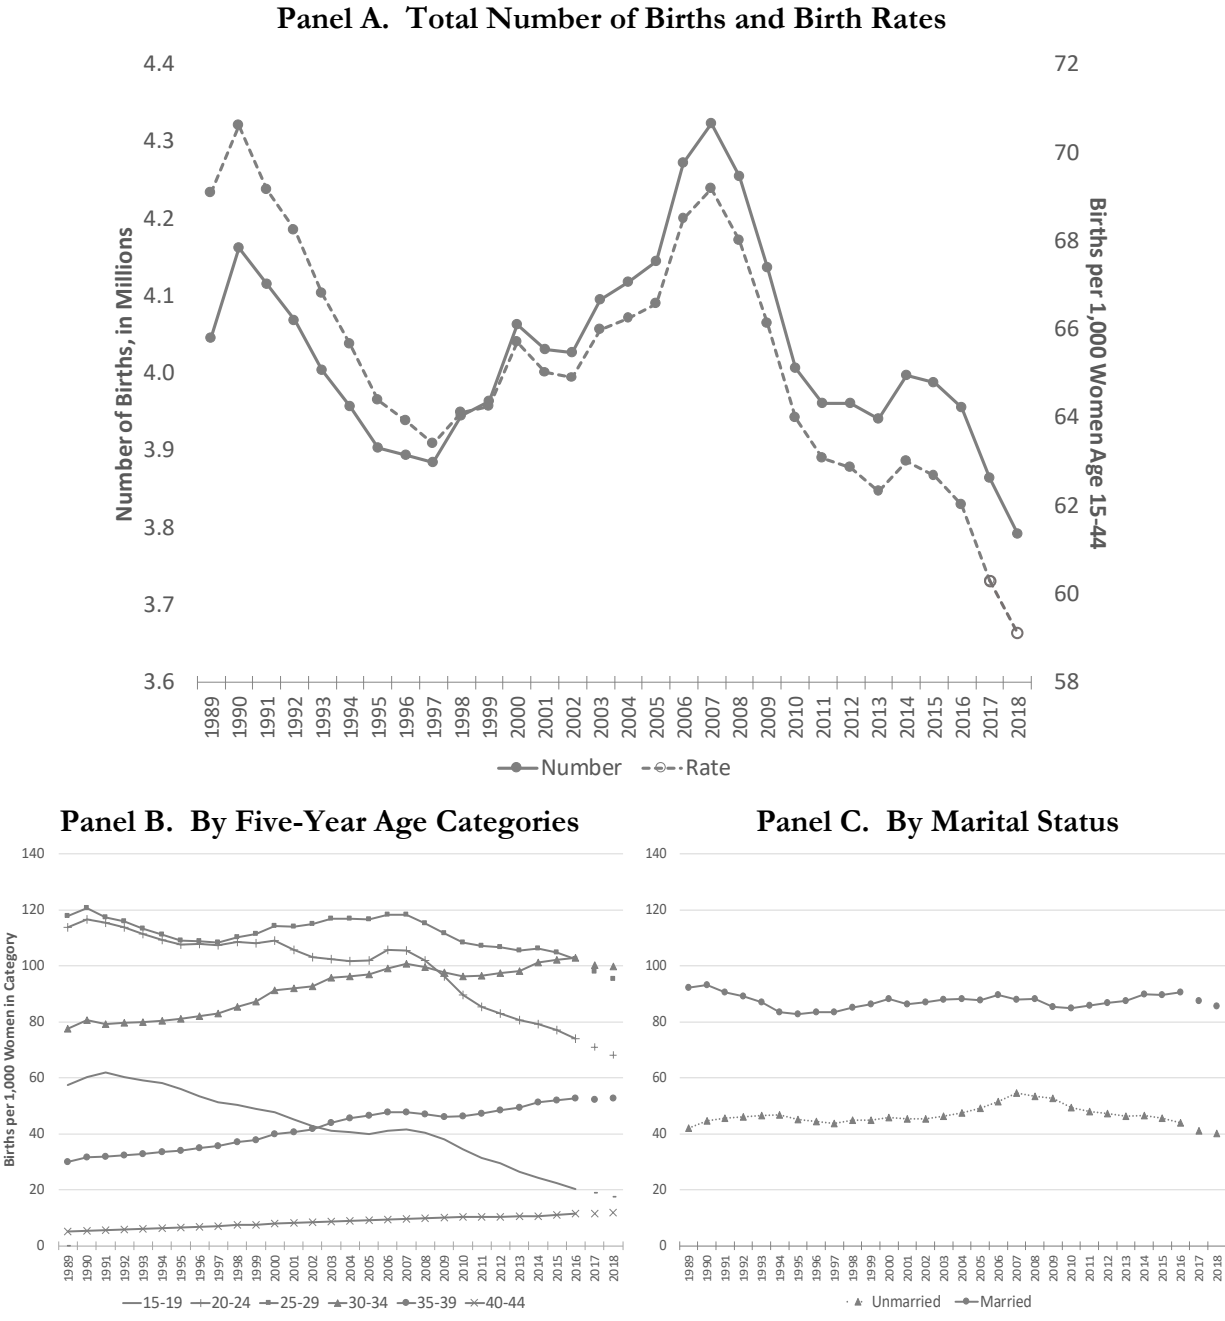 Panel A.  Total Number of Births and Birth Rates
4.4
4.3
4.2
4.1
4.0
3.9
3.8
3.7
3.6
Number of Births, in Millions
72
70
68
66
64
62
60
58
Births per 1,000 Women Age 15-44
1989 1990 1991 1992 1993 1994 1995 1996 1997 1998 1999 2000 2001 2002 2003 2004 2005 2006 2007 2008 2009 2010 2011 2012 2013 2014 2015 2016 2017 2018
Number Rate
Panel B.  By Five-Year Age Categories
140
120
100
80
60
40
20
0
Births per 1,000 Women in Category
1989 1990 1991 1992 1993 1994 1995 1996 1997 1998 1999 2000 2001 2002 2003 2004 2005 2006 2007 2008 2009 2010 2011 2012 2013 2014 2015 2016 2017 2018
15-19 20-24 25-29 30-34 35-39 40-44
Panel C.  By Marital Status
140
120
100
80
60
40
20
0
1989 1990 1991 1992 1993 1994 1995 1996 1997 1998 1999 2000 2001 2002 2003 2004 2005 2006 2007 2008 2009 2010 2011 2012 2013 2014 2015 2016 2017 2018
Unmarried Married